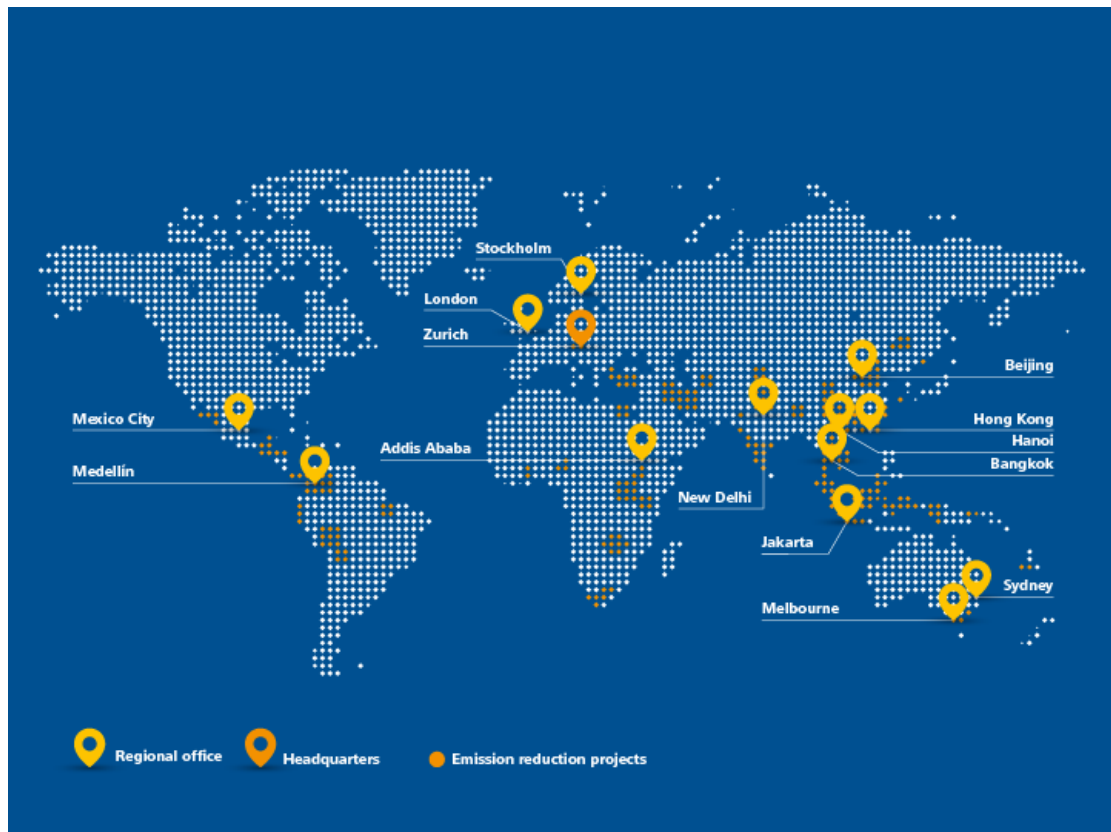 Stockholm
London
Zurich
Beijing
Mexico City
Hong Kong
Hanoi
Addis Ababa
Bangkok
Medellín
New Delhi
Jakarta
Sydney
Melbourne
Regional office
Headquarters
Emission reduction projects